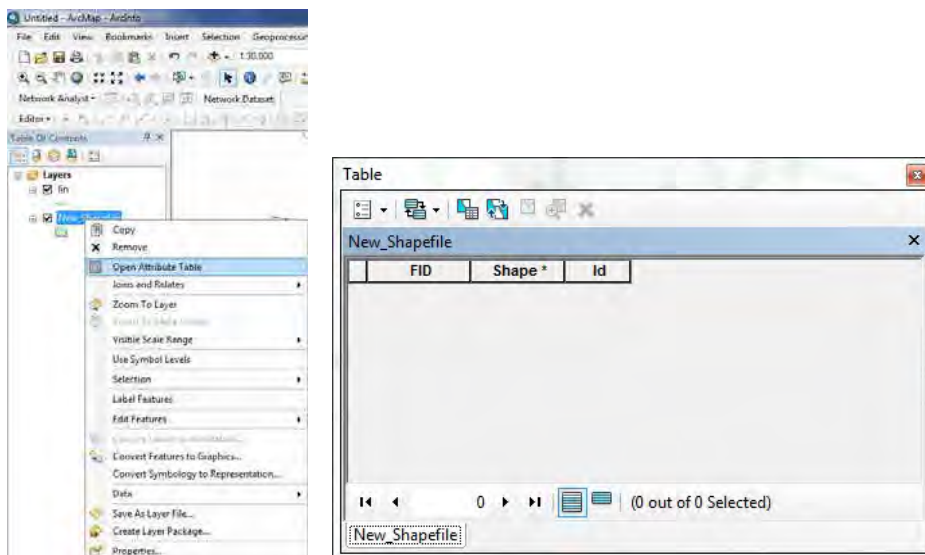 Untitled - ArcMap - ArcInfo
File Edit View Bookmarks Insert Selection Geoprocessing
1:30.000
Network Analyst Network Dataset
Editor
Table Of Contents
Layers
lin
New_Shapefile
Copy
Remove
Open Attribute Table
Joins and Relates
Zoom To Layer
Visible Scale Range
Use Symbol Levels
Selection
Label Features
Edit Features
Convert Features to Graphics...
Convert Symbology to Representation...
Data
Save As Layer File...
Create Layer Package...
Properties...
Table
New_Shapefile
FID Shape * Id
0 (0 out of 0 Selected)
New_Shapefile